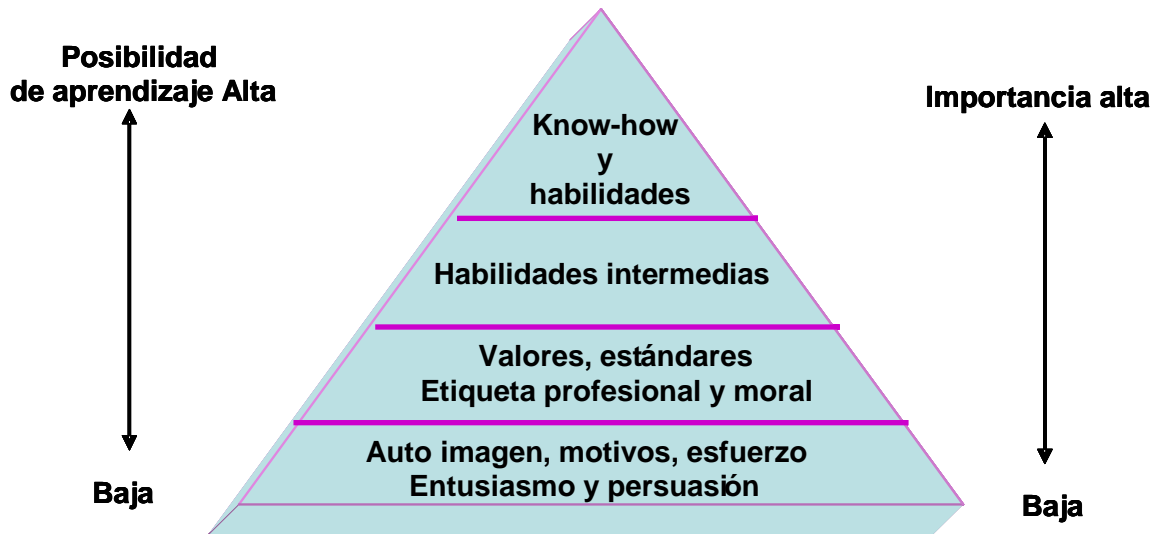 Posibilidad
de aprendizaje Alta
Importancia alta
Know-how
y
habilidades
Habilidades intermedias
Valores, estándares
Etiqueta profesional y moral
Auto imagen, motivos, esfuerzo
Entusiasmo y persuasión
Baja
Baja